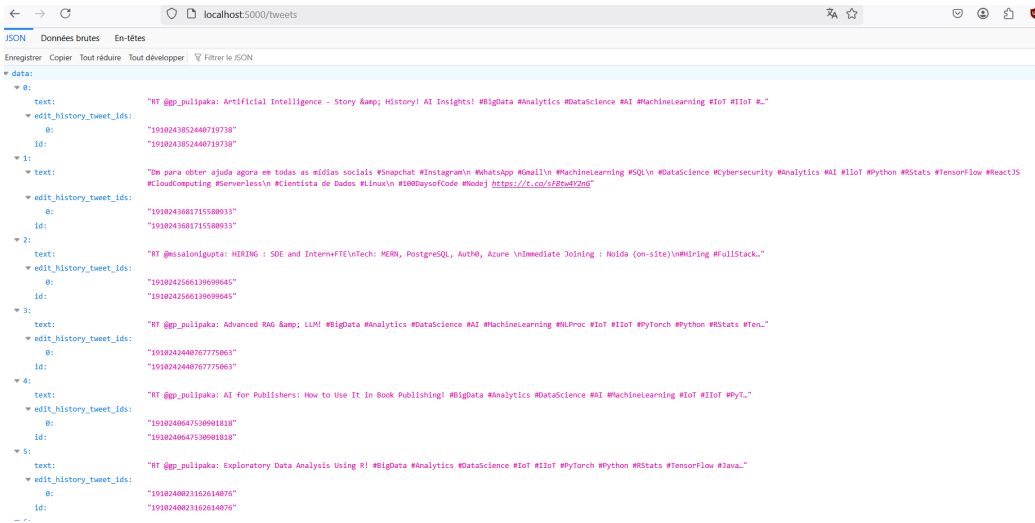 localhost:5000/tweets
JSON Données brutes En-têtes
Enregistrer Copier Tout réduire Tout développer Filtrer le JSON
data:
0:
text: "RT @gp_pulipaka: Artificial Intelligence - Story &amp; History! AI Insights! #BigData #Analytics #DataScience #AI #MachineLearning #IoT #IIoT #…"
edit_history_tweet_ids:
0: "1910243852440719738"
id: "1910243852440719738"
1:
text: "Dm para obter ajuda agora em todas as mídias sociais #Snapchat #Instagram\n #WhatsApp #Gmail\n #MachineLearning #SQL\n #DataScience #Cybersecurity #Analytics #AI #lloT #Python #RStats #TensorFlow #ReactJS
#CloudComputing #Serverless\n #Cientista de Dados #Linux\n #100DaysofCode #Nodej https://t.co/sFBtw4Y2nG"
edit_history_tweet_ids:
0: "1910243681715580933"
id: "1910243681715580933"
2:
text: "RT @mssalonigupta: HIRING : SDE and Intern+FTE\nTech: MERN, PostgreSQL, Auth0, Azure \nImmediate Joining : Noida (on-site)\n#Hiring #FullStack…"
edit_history_tweet_ids:
0: "1910242566139699645"
id: "1910242566139699645"
3:
text: "RT @gp_pulipaka: Advanced RAG &amp; LLM! #BigData #Analytics #DataScience #AI #MachineLearning #NLProc #IoT #IIoT #PyTorch #Python #RStats #Ten…"
edit_history_tweet_ids:
0: "1910242440767775063"
id: "1910242440767775063"
4:
text: "RT @gp_pulipaka: AI for Publishers: How to Use It in Book Publishing! #BigData #Analytics #DataScience #AI #MachineLearning #IoT #IIoT #PyT…"
edit_history_tweet_ids:
0: "1910240647530901818"
id: "1910240647530901818"
5:
text: "RT @gp_pulipaka: Exploratory Data Analysis Using R! #BigData #Analytics #DataScience #IoT #IIoT #PyTorch #Python #RStats #TensorFlow #Java…"
edit_history_tweet_ids:
0: "1910240023162614076"
id: "1910240023162614076"